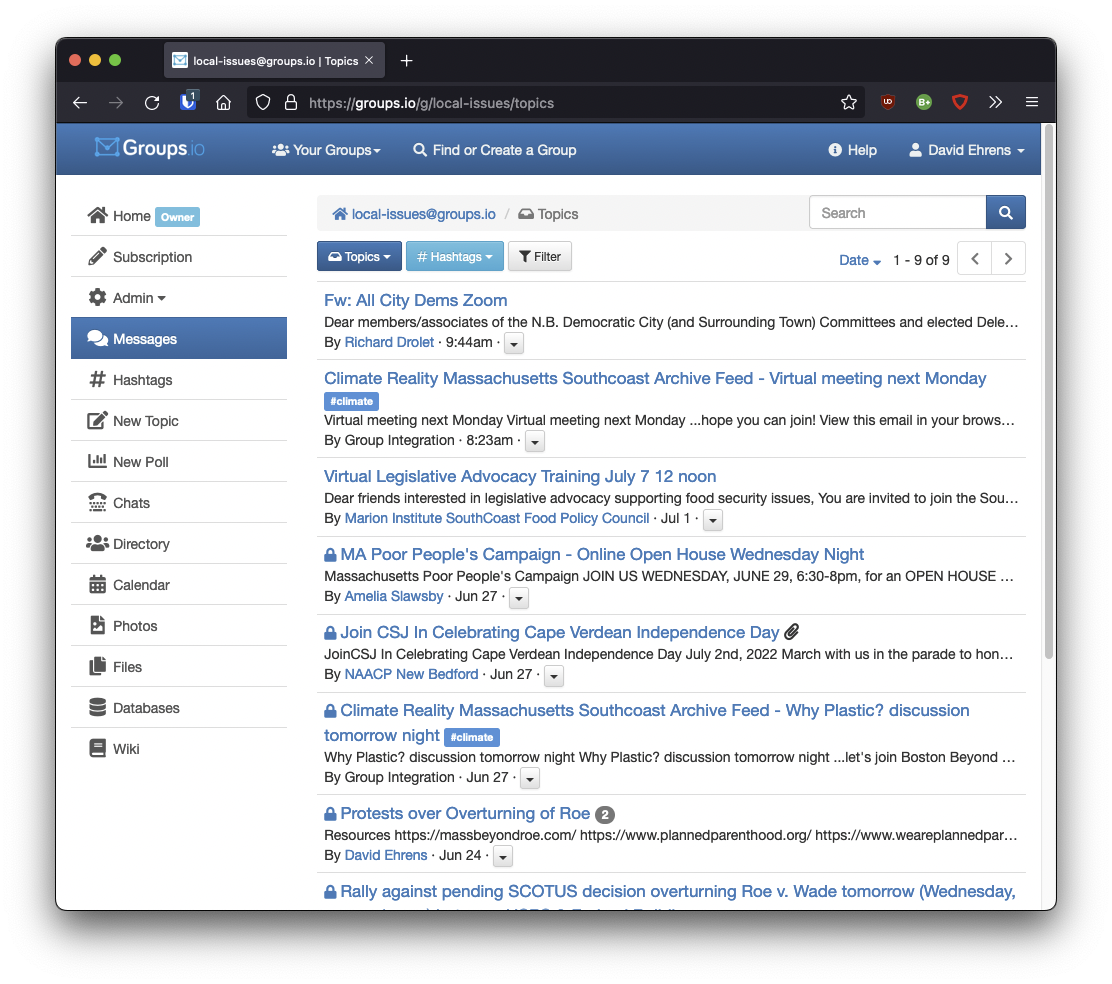 local-issues@groups.io | Topics
1
https://groups.io/g/local-issues/topics
UD
B+
Groups.io
Your Groups
Find or Create a Group
Help
David Ehrens
Home Owner
Subscription
Admin
Messages
Hashtags
New Topic
New Poll
Chats
Directory
Calendar
Photos
Files
Databases
Wiki
local-issues@groups.io / Topics
Search
Topics
# Hashtags
Filter
Date
1 - 9 of 9
Fw: All City Dems Zoom
Dear members/associates of the N.B. Democratic City (and Surrounding Town) Committees and elected Dele…
By Richard Drolet · 9:44am ·
Climate Reality Massachusetts Southcoast Archive Feed - Virtual meeting next Monday
#climate
Virtual meeting next Monday Virtual meeting next Monday ...hope you can join! View this email in your brows…
By Group Integration · 8:23am ·
Virtual Legislative Advocacy Training July 7 12 noon
Dear friends interested in legislative advocacy supporting food security issues, You are invited to join the Sou…
By Marion Institute SouthCoast Food Policy Council · Jul 1 ·
MA Poor People's Campaign - Online Open House Wednesday Night
Massachusetts Poor People's Campaign JOIN US WEDNESDAY, JUNE 29, 6:30-8pm, for an OPEN HOUSE …
By Amelia Slawsby · Jun 27 ·
Join CSJ In Celebrating Cape Verdean Independence Day
JoinCSJ In Celebrating Cape Verdean Independence Day July 2nd, 2022 March with us in the parade to hon…
By NAACP New Bedford · Jun 27 ·
Climate Reality Massachusetts Southcoast Archive Feed - Why Plastic? discussion
tomorrow night #climate
Why Plastic? discussion tomorrow night Why Plastic? discussion tomorrow night ...let's join Boston Beyond …
By Group Integration · Jun 27 ·
Protests over Overturning of Roe 2
Resources https://massbeyondroe.com/ https://www.plannedparenthood.org/ https://www.weareplannedpar…
By David Ehrens · Jun 24 ·
Rally against pending SCOTUS decision overturning Roe v. Wade tomorrow (Wednesday,